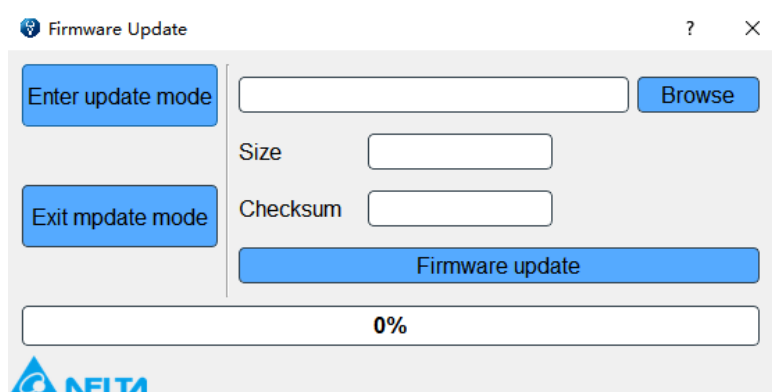 Firmware Update
Enter update mode
Browse
Size
Exit mpdate mode
Checksum
Firmware update
0%